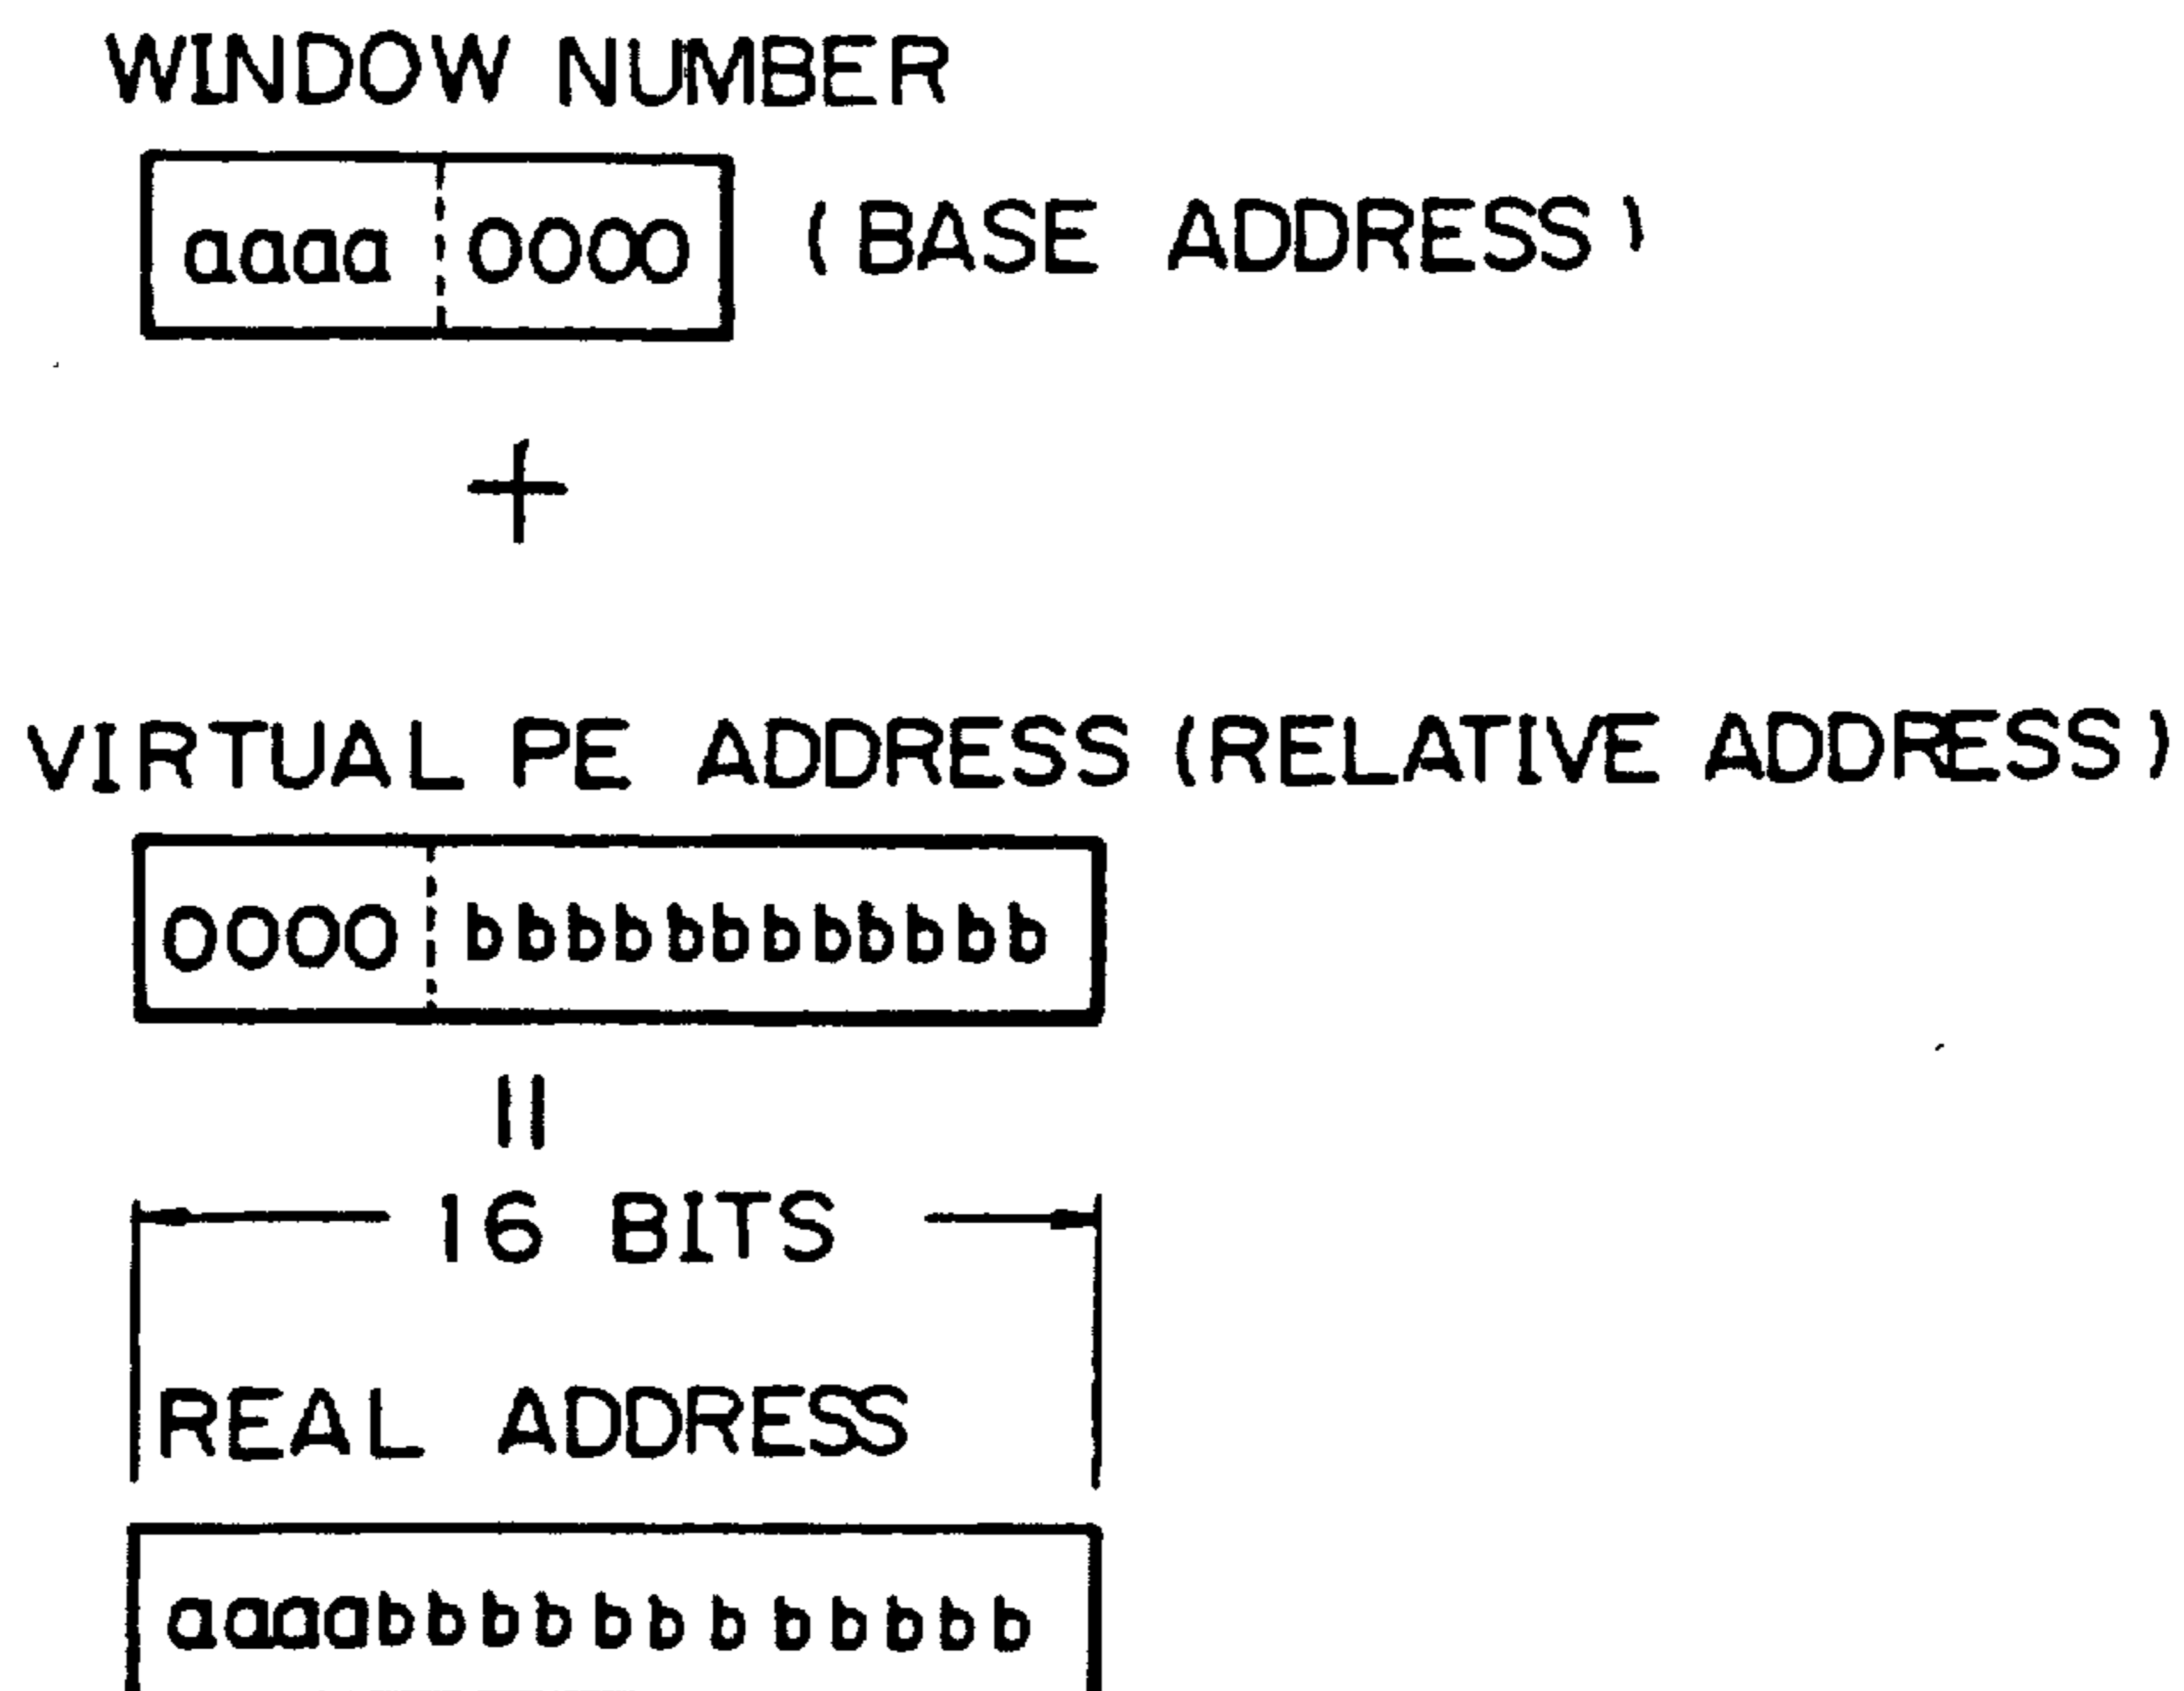 WINDOW NUMBER
aaaa 0000 (BASE ADDRESS)
+
VIRTUAL PE ADDRESS (RELATIVE ADDRESS)
0000 bbbbbbbbbbbb
=
16 BITS
REAL ADDRESS
aaaabbbbbbbbbbbb